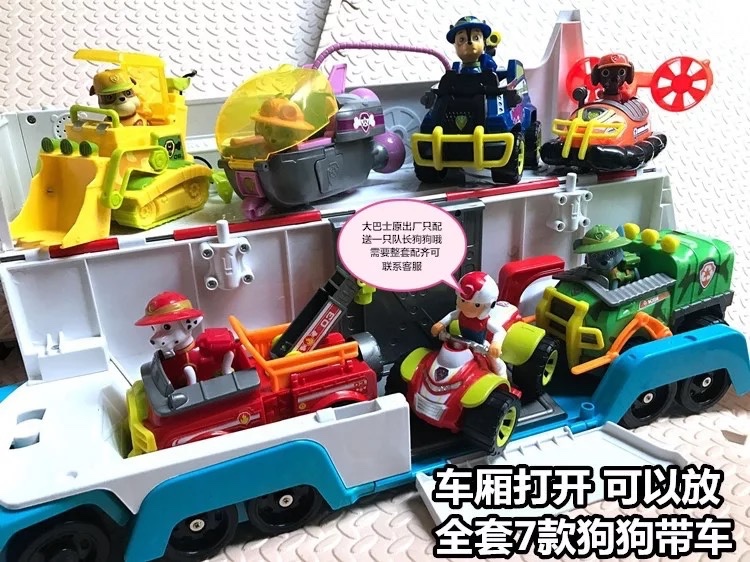 大巴士原出厂只配
送一只队长狗狗哦
需要整套配齐可
联系客服
03
车厢打开 可以放
全套7款狗狗带车